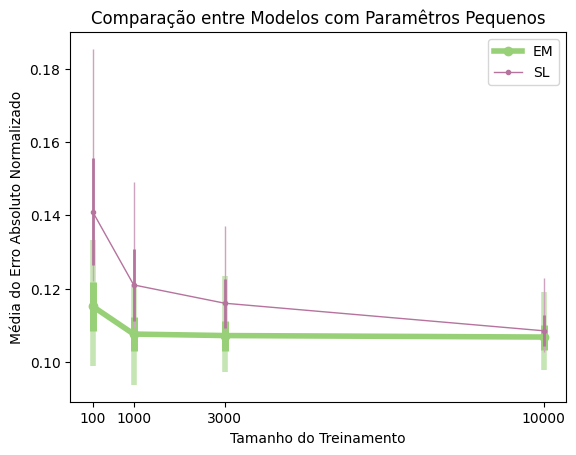 Comparação entre Modelos com Paramêtros Pequenos
EM
SL
Média do Erro Absoluto Normalizado
0.18
0.16
0.14
0.12
0.10
100 1000 3000 10000
Tamanho do Treinamento